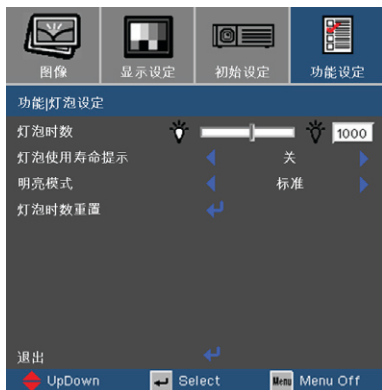 图像 显示设定 初始设定 功能设定
功能|灯泡设定
灯泡时数 1000
灯泡使用寿命提示 关
明亮模式 标准
灯泡时数重置
退出
UpDown Select Menu Menu Off